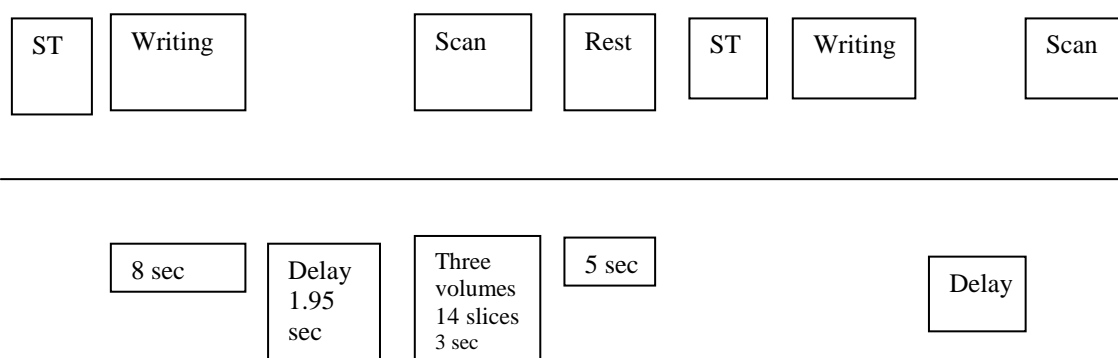 ST
Writing
Scan
Rest
ST
Writing
Scan
8 sec
Delay
1.95
sec
Three
volumes
14 slices
3 sec
5 sec
Delay